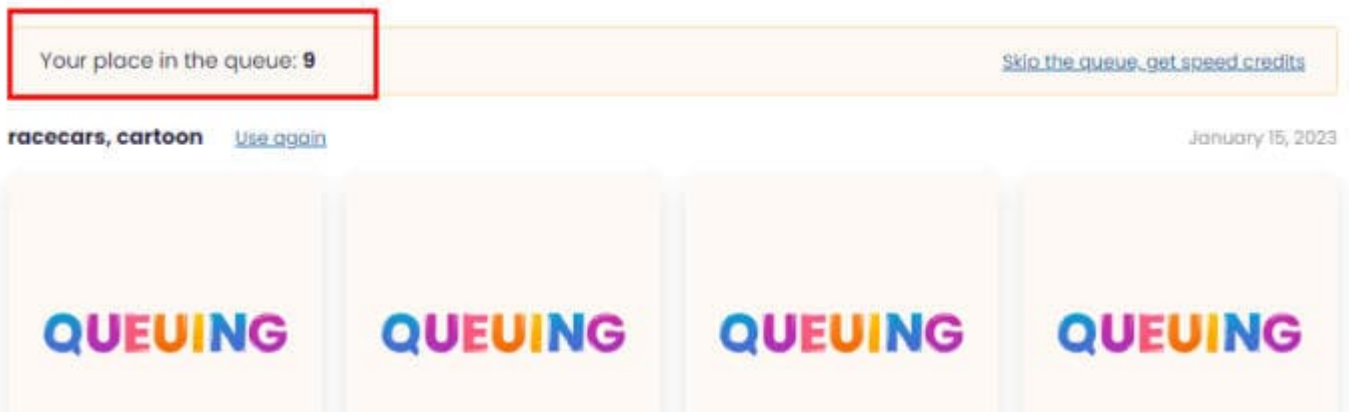 Your place in the queue: 9
Skip the queue, get speed credits
racecars, cartoon Use again
January 15, 2023
QUEUING QUEUING QUEUING QUEUING